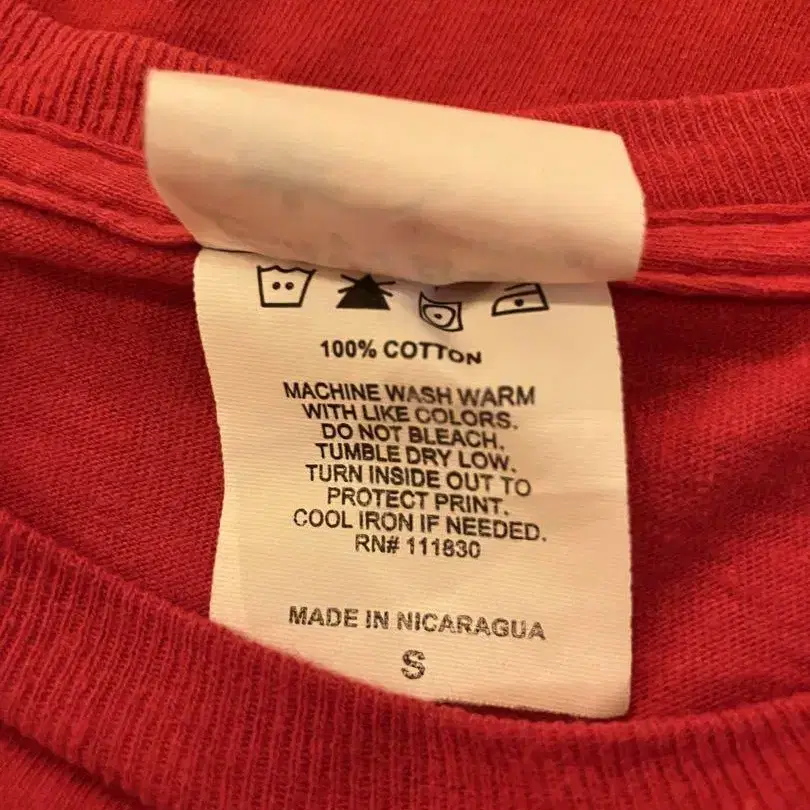 100% COTTON
MACHINE WASH WARM
WITH LIKE COLORS.
DO NOT BLEACH.
TUMBLE DRY LOW.
TURN INSIDE OUT TO
PROTECT PRINT.
COOL IRON IF NEEDED.
RN# 111830
MADE IN NICARAGUA
S